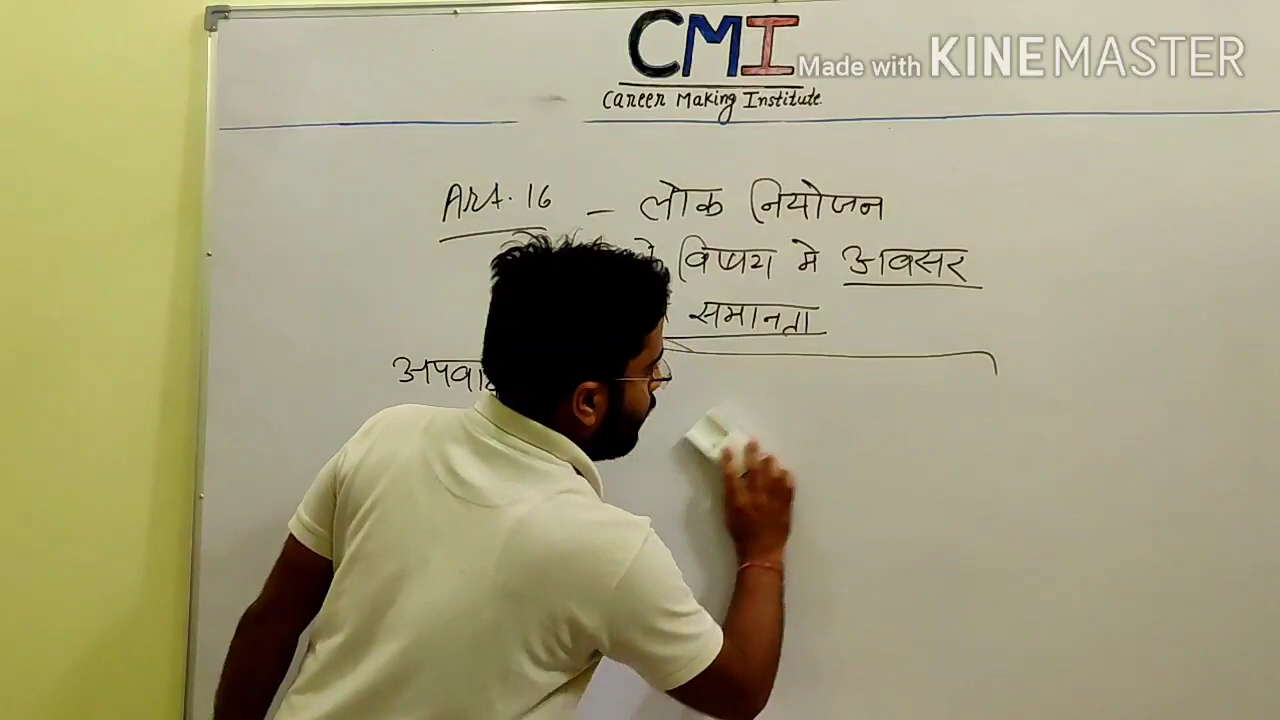 CMI
Made with KINEMASTER
Career Making Institute
Art. 16 - लोक नियोजन
विषय मे अवसर
समानता